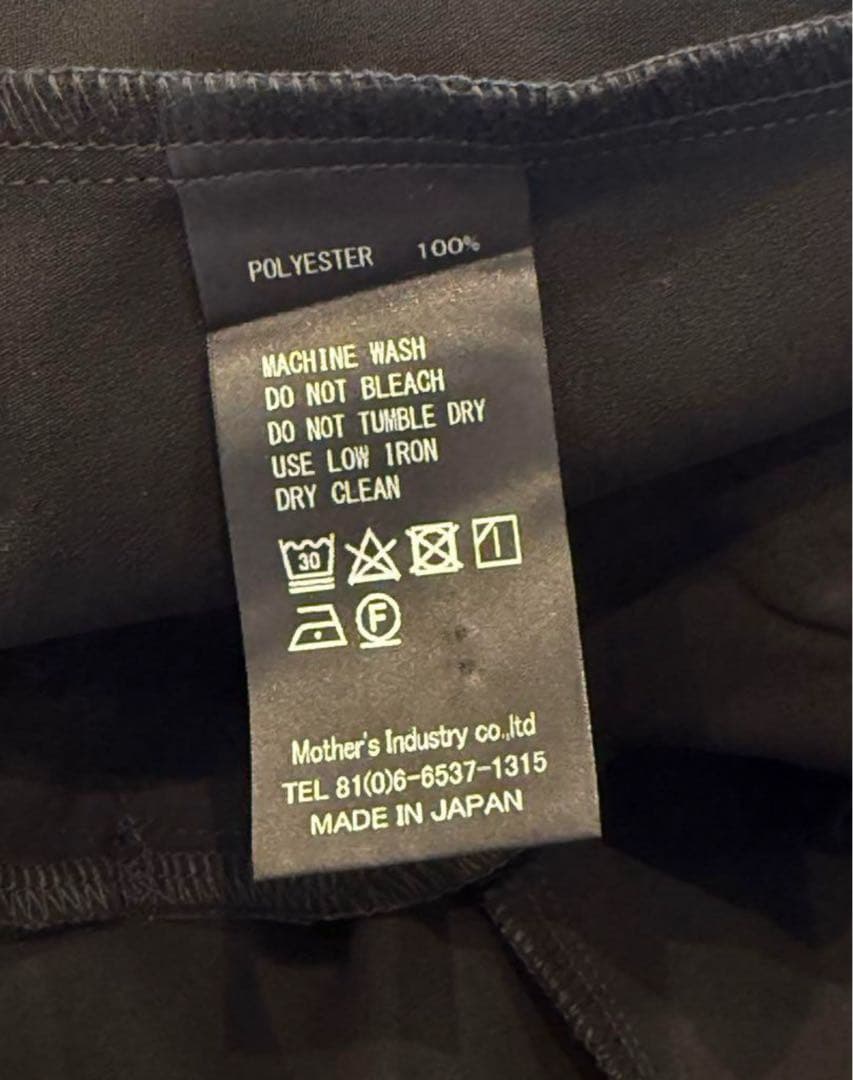 POLYESTER 100%
MACHINE WASH
DO NOT BLEACH
DO NOT TUMBLE DRY
USE LOW IRON
DRY CLEAN
30
F
Mother's Industry co.,ltd
TEL 81(0)6-6537-1315
MADE IN JAPAN